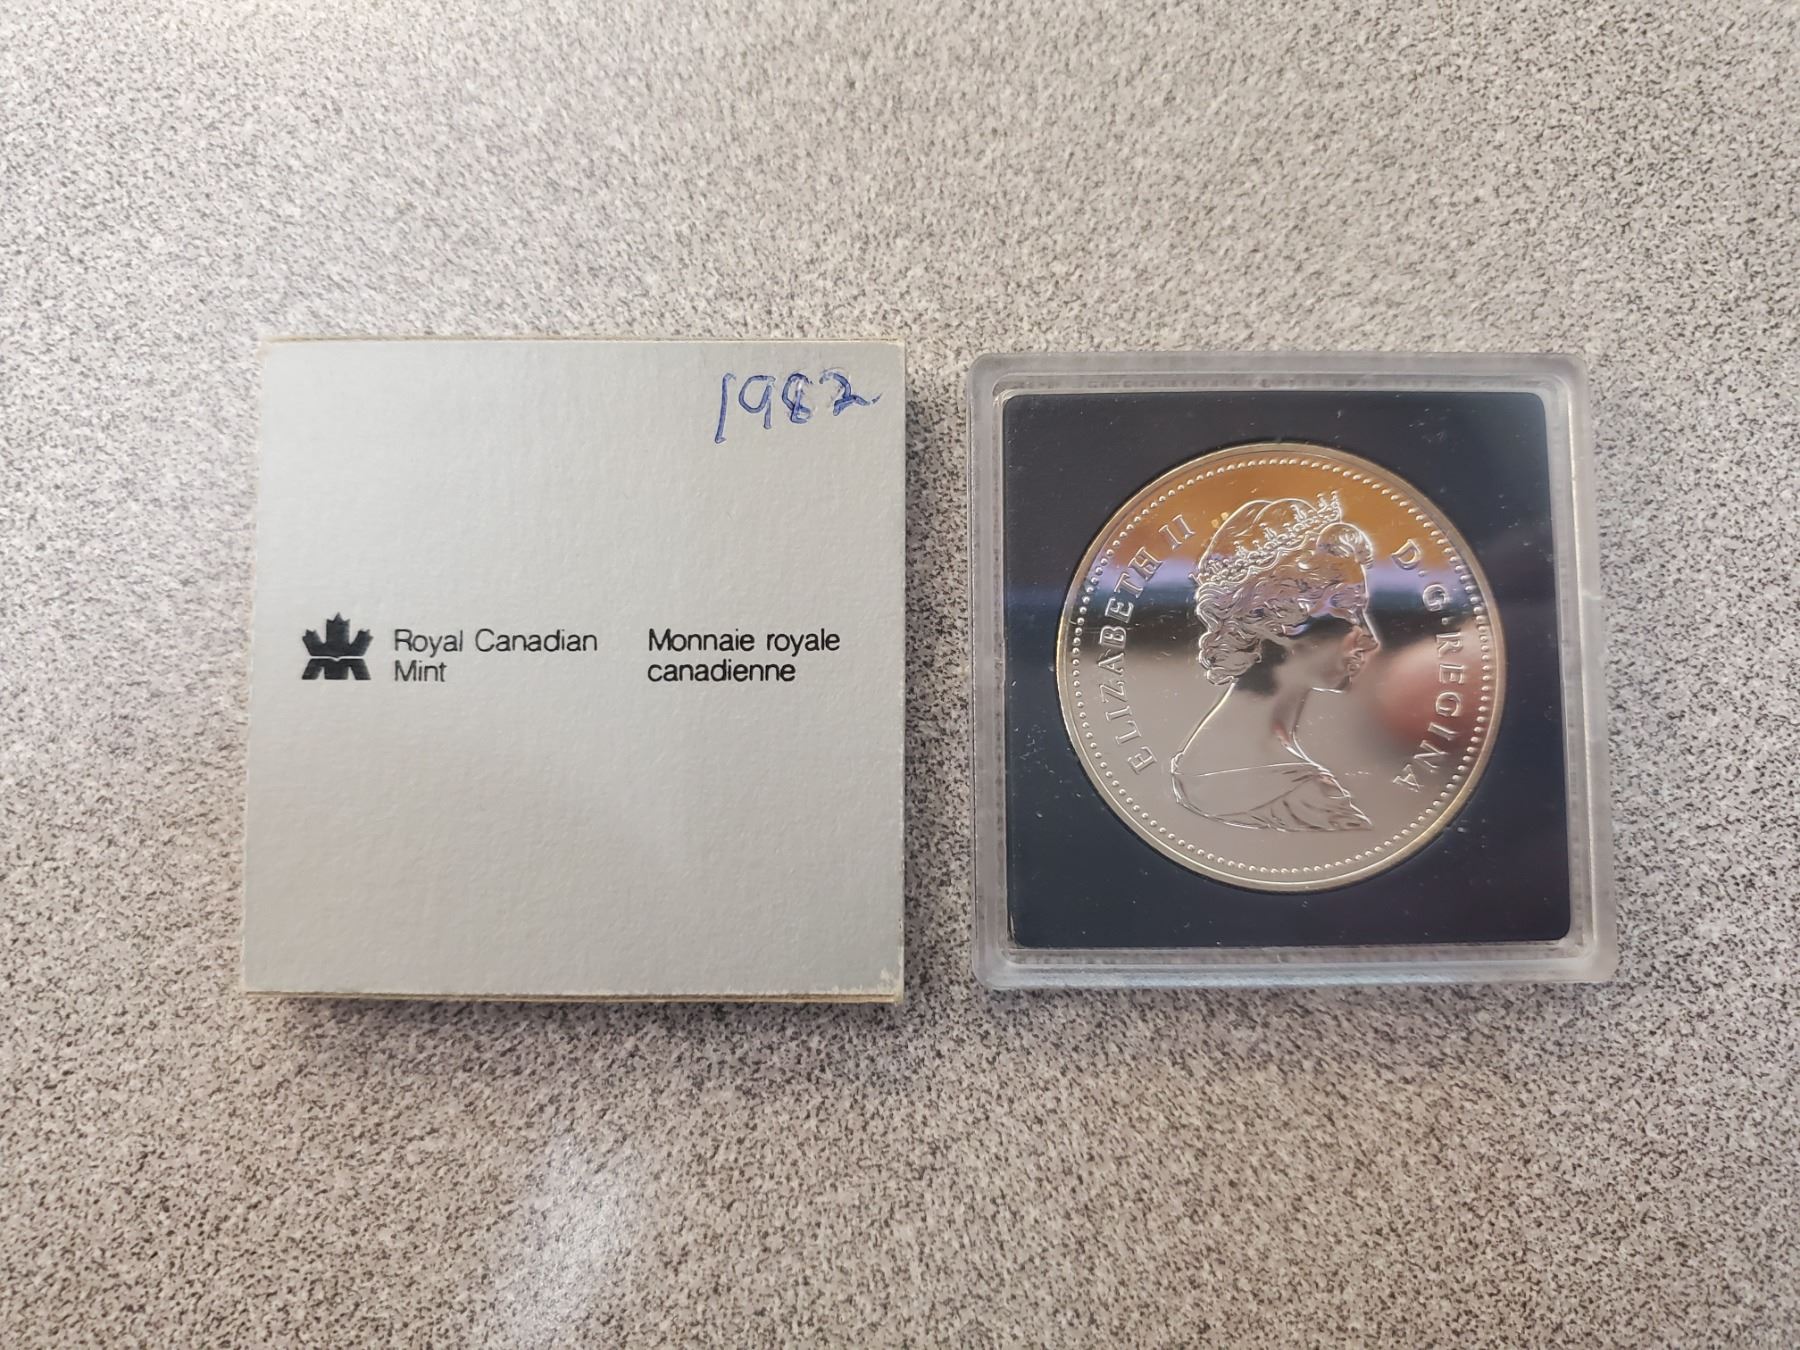 1982
Royal Canadian
Mint
Monnaie royale
canadienne
ELIZABETH II
D·G·REGINA